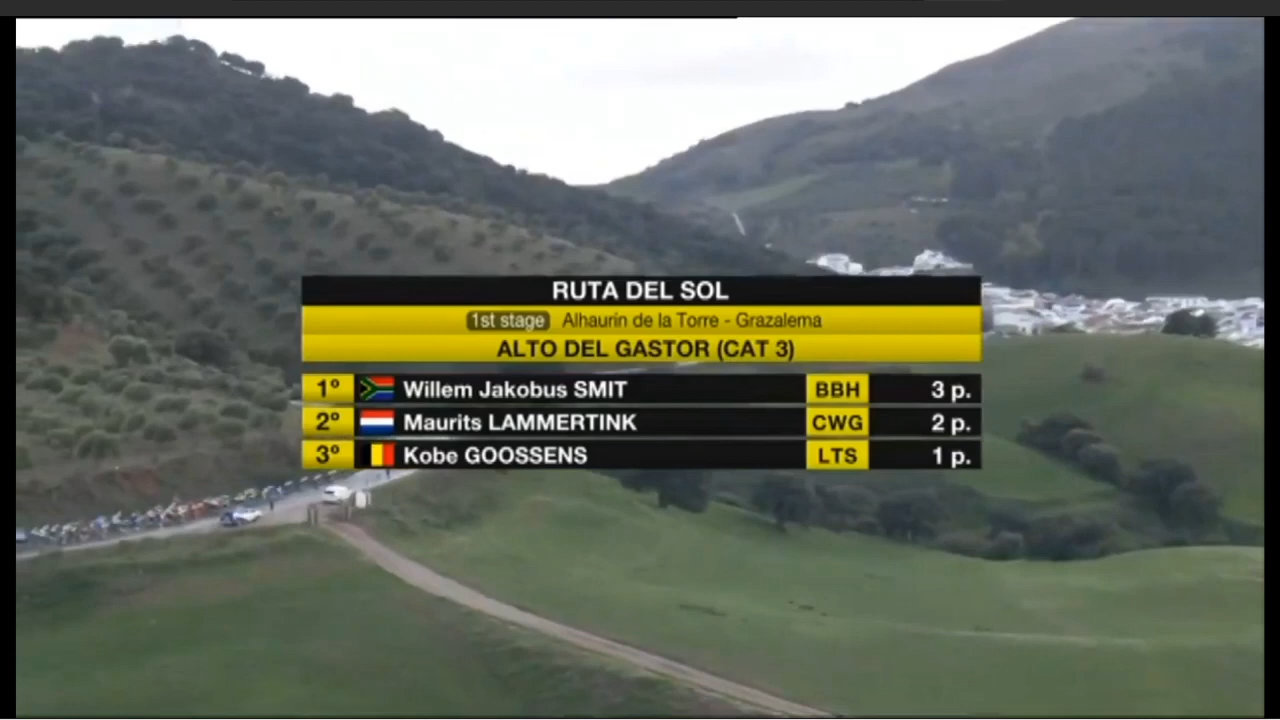 RUTA DEL SOL
1st stage Alhaurín de la Torre - Grazalema
ALTO DEL GASTOR (CAT 3)
1º Willem Jakobus SMIT BBH 3 p.
2º Maurits LAMMERTINK CWG 2 p.
3º Kobe GOOSSENS LTS 1 p.